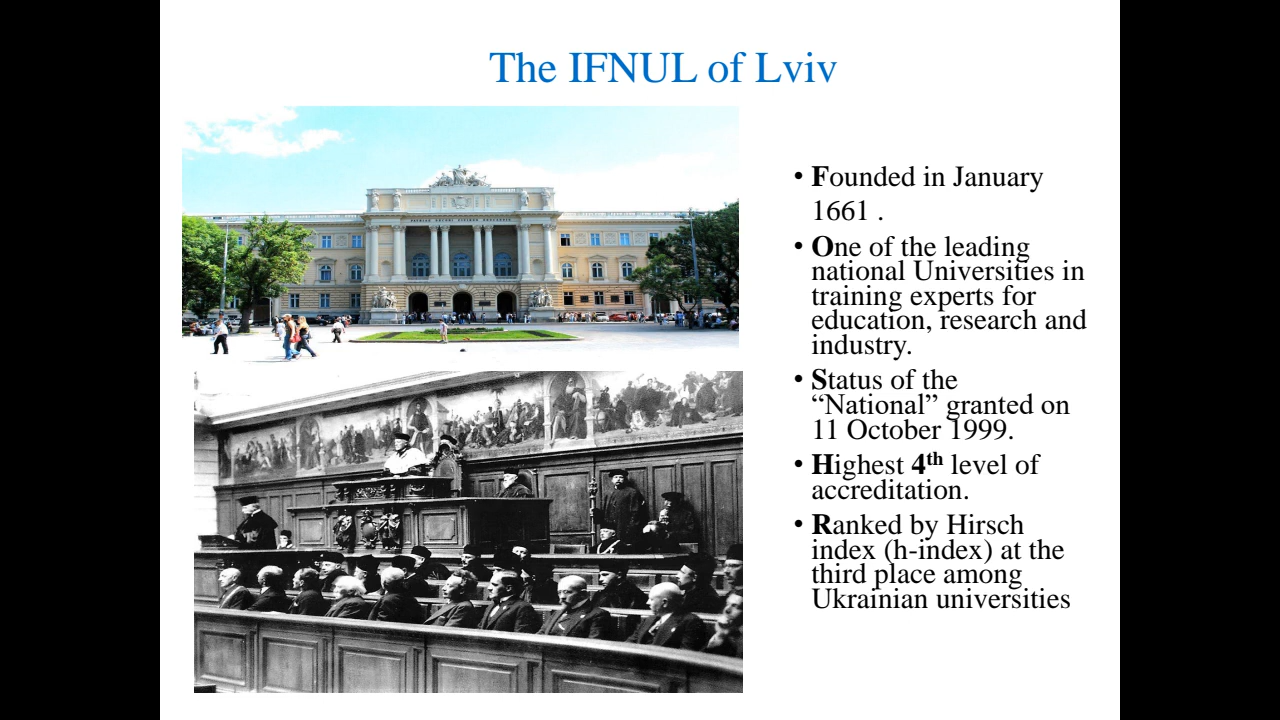 The IFNUL of Lviv
• Founded in January
1661 .
• One of the leading
national Universities in
training experts for
education, research and
industry.
• Status of the
“National” granted on
11 October 1999.
• Highest 4th level of
accreditation.
• Ranked by Hirsch
index (h-index) at the
third place among
Ukrainian universities